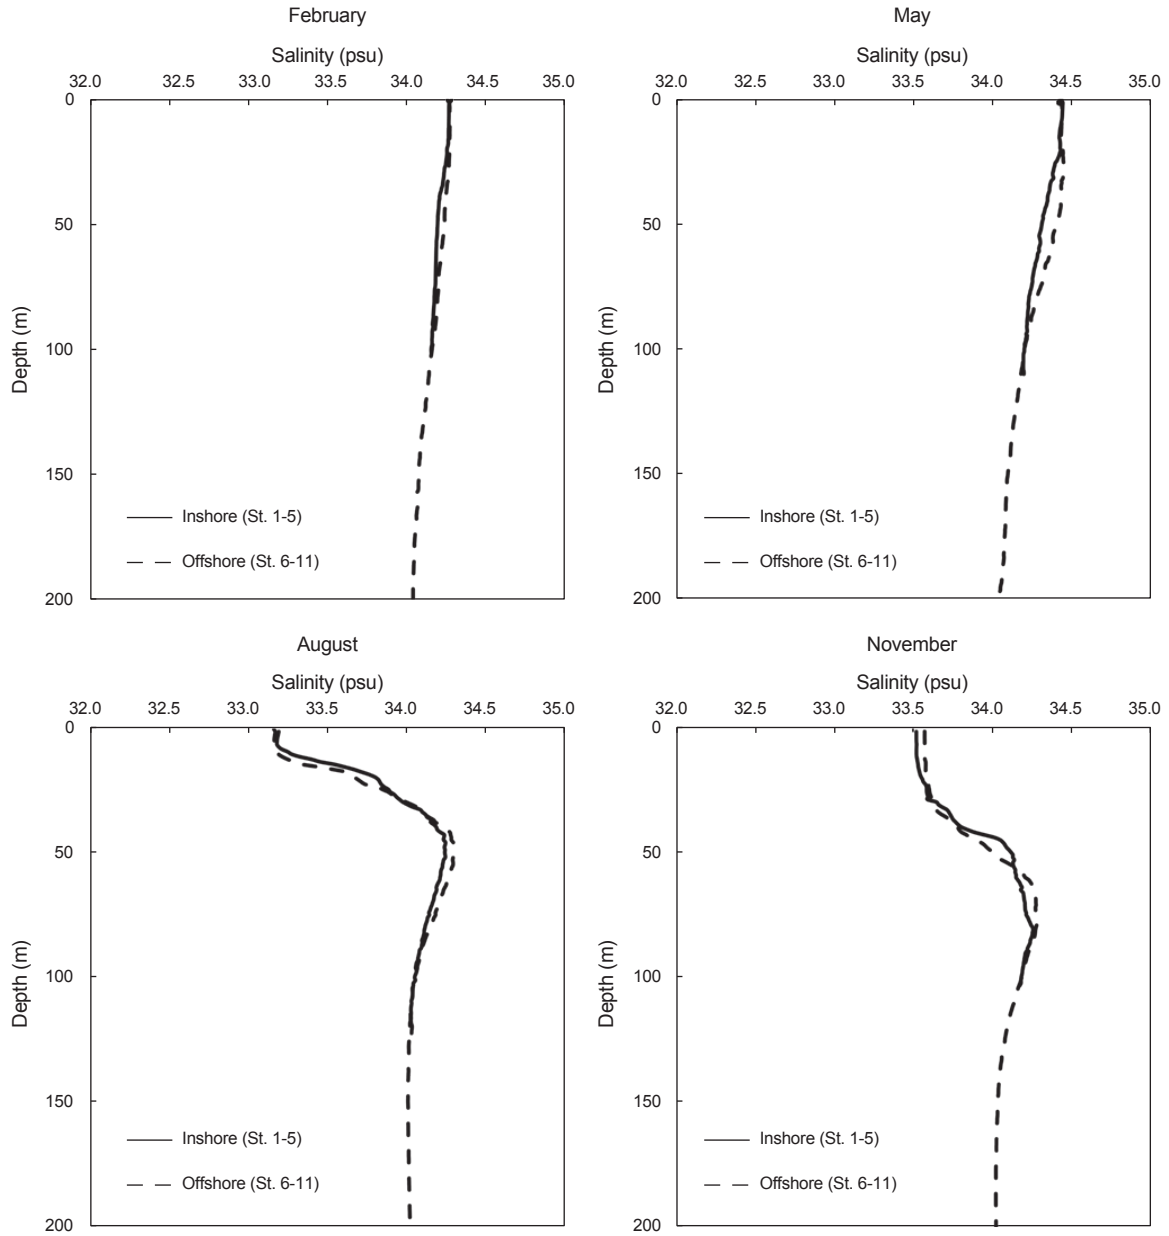 February
Salinity (psu)
32.0 32.5 33.0 33.5 34.0 34.5 35.0
0
50
100
150
200
Depth (m)
Inshore (St. 1-5)
Offshore (St. 6-11)
May
Salinity (psu)
32.0 32.5 33.0 33.5 34.0 34.5 35.0
0
50
100
150
200
Depth (m)
Inshore (St. 1-5)
Offshore (St. 6-11)
August
Salinity (psu)
32.0 32.5 33.0 33.5 34.0 34.5 35.0
0
50
100
150
200
Depth (m)
Inshore (St. 1-5)
Offshore (St. 6-11)
November
Salinity (psu)
32.0 32.5 33.0 33.5 34.0 34.5 35.0
0
50
100
150
200
Depth (m)
Inshore (St. 1-5)
Offshore (St. 6-11)